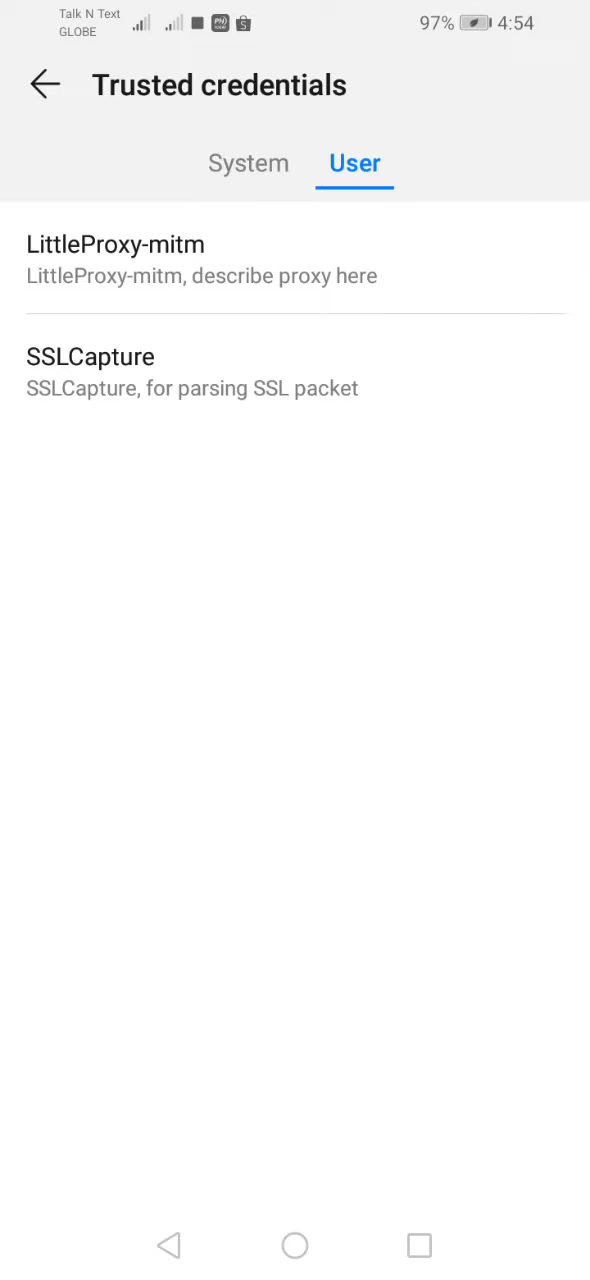 Talk N Text
GLOBE
97% 4:54
Trusted credentials
System User
LittleProxy-mitm
LittleProxy-mitm, describe proxy here
SSLCapture
SSLCapture, for parsing SSL packet